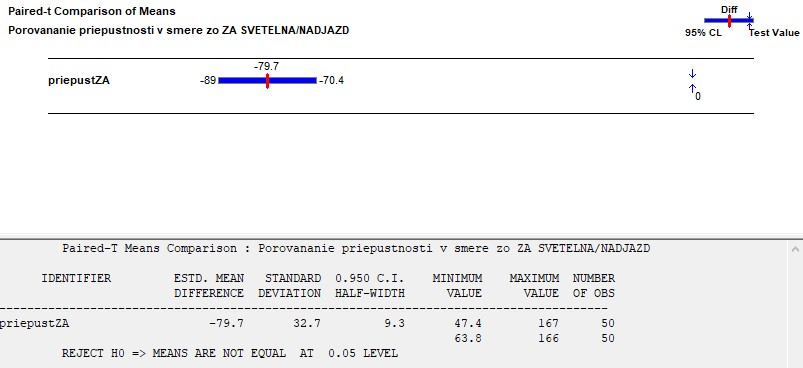 Paired-t Comparison of Means
Diff
Porovananie priepustnosti v smere zo ZA SVETELNA/NADJAZD
95% CL Test Value
-79.7
priepustZA -89 -70.4
0
Paired-T Means Comparison : Porovananie priepustnosti v smere zo ZA SVETELNA/NADJAZD
IDENTIFIER ESTD. MEAN STANDARD 0.950 C.I. MINIMUM MAXIMUM NUMBER
DIFFERENCE DEVIATION HALF-WIDTH VALUE VALUE OF OBS
priepustZA -79.7 32.7 9.3 47.4 167 50
63.8 166 50
REJECT H0 => MEANS ARE NOT EQUAL AT 0.05 LEVEL